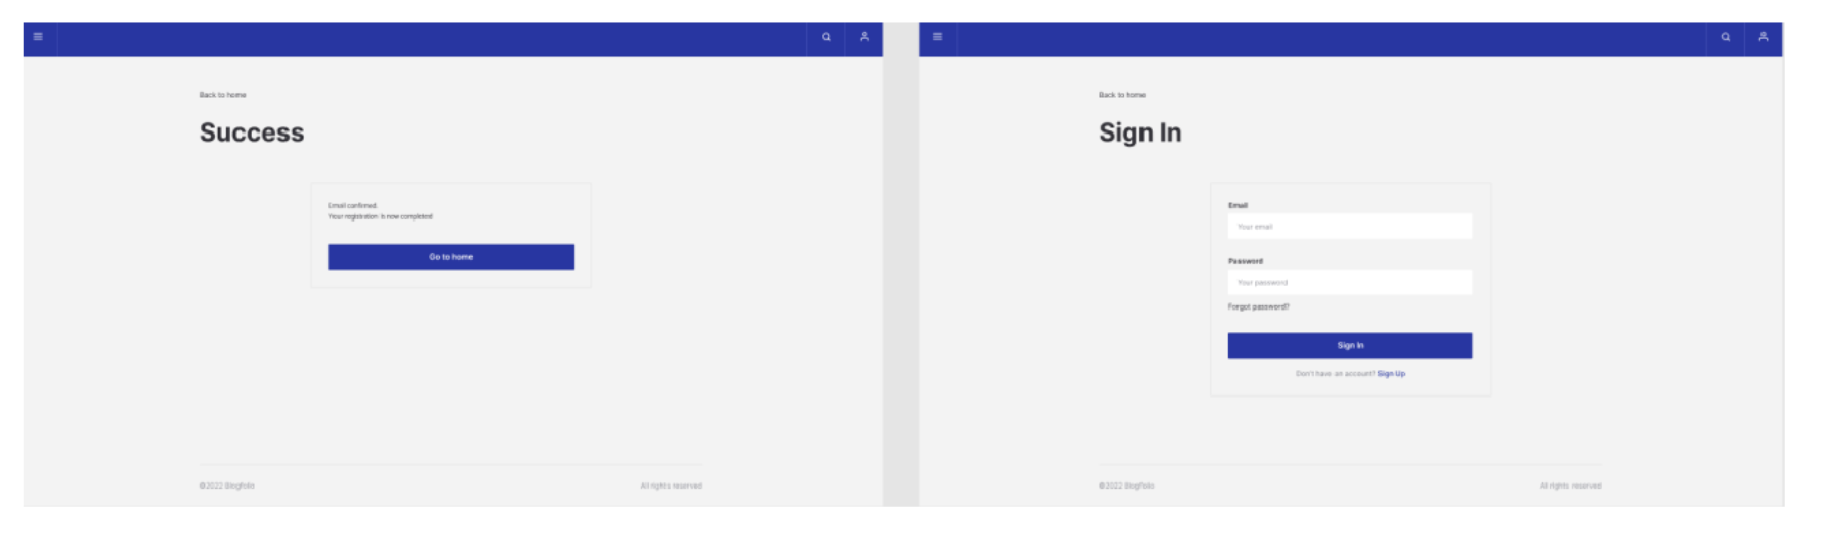 Back to home
Success
Email confirmed.
Your registration is now completed
Go to home
©2022 Blogfolio
All rights reserved
Back to home
Sign In
Email
Your email
Password
Your password
Forgot password?
Sign In
Don't have an account? Sign Up
©2022 Blogfolio
All rights reserved